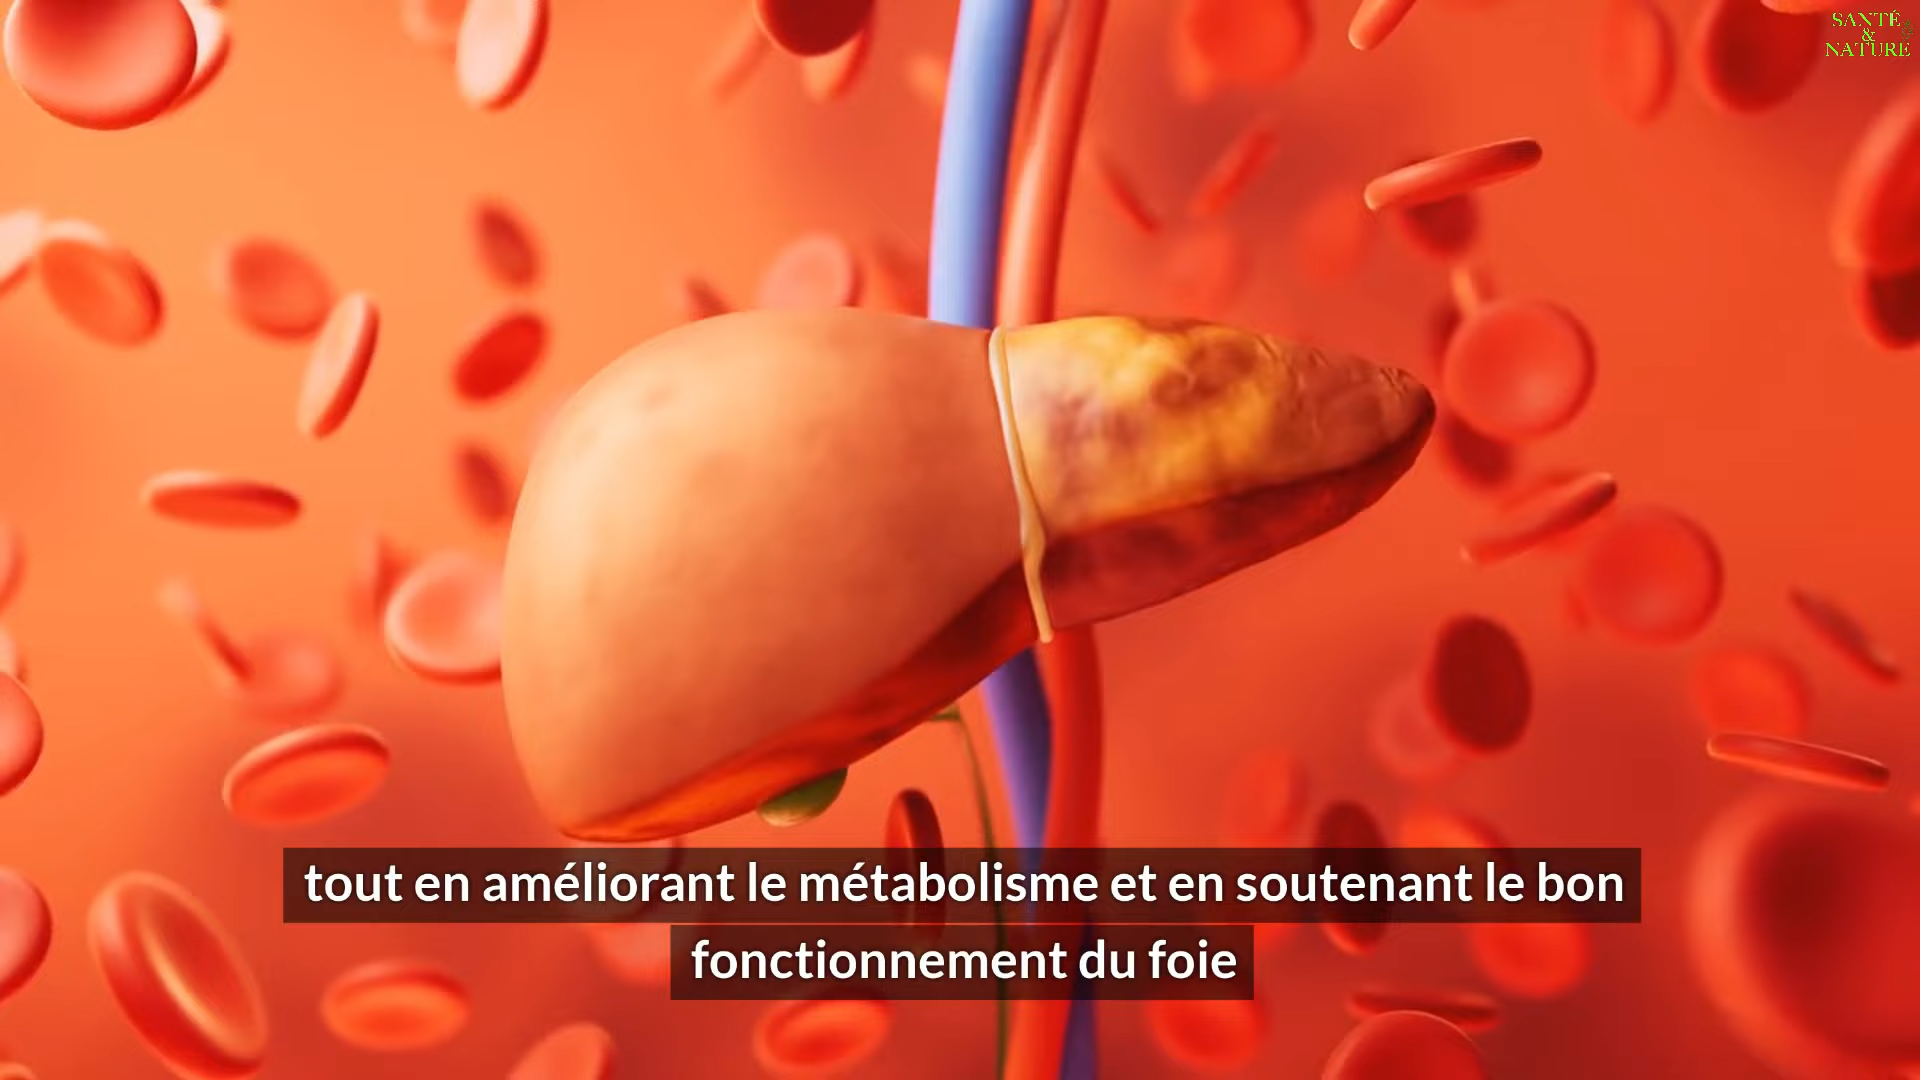 SANTÉ
&
NATURE
tout en améliorant le métabolisme et en soutenant le bon
fonctionnement du foie